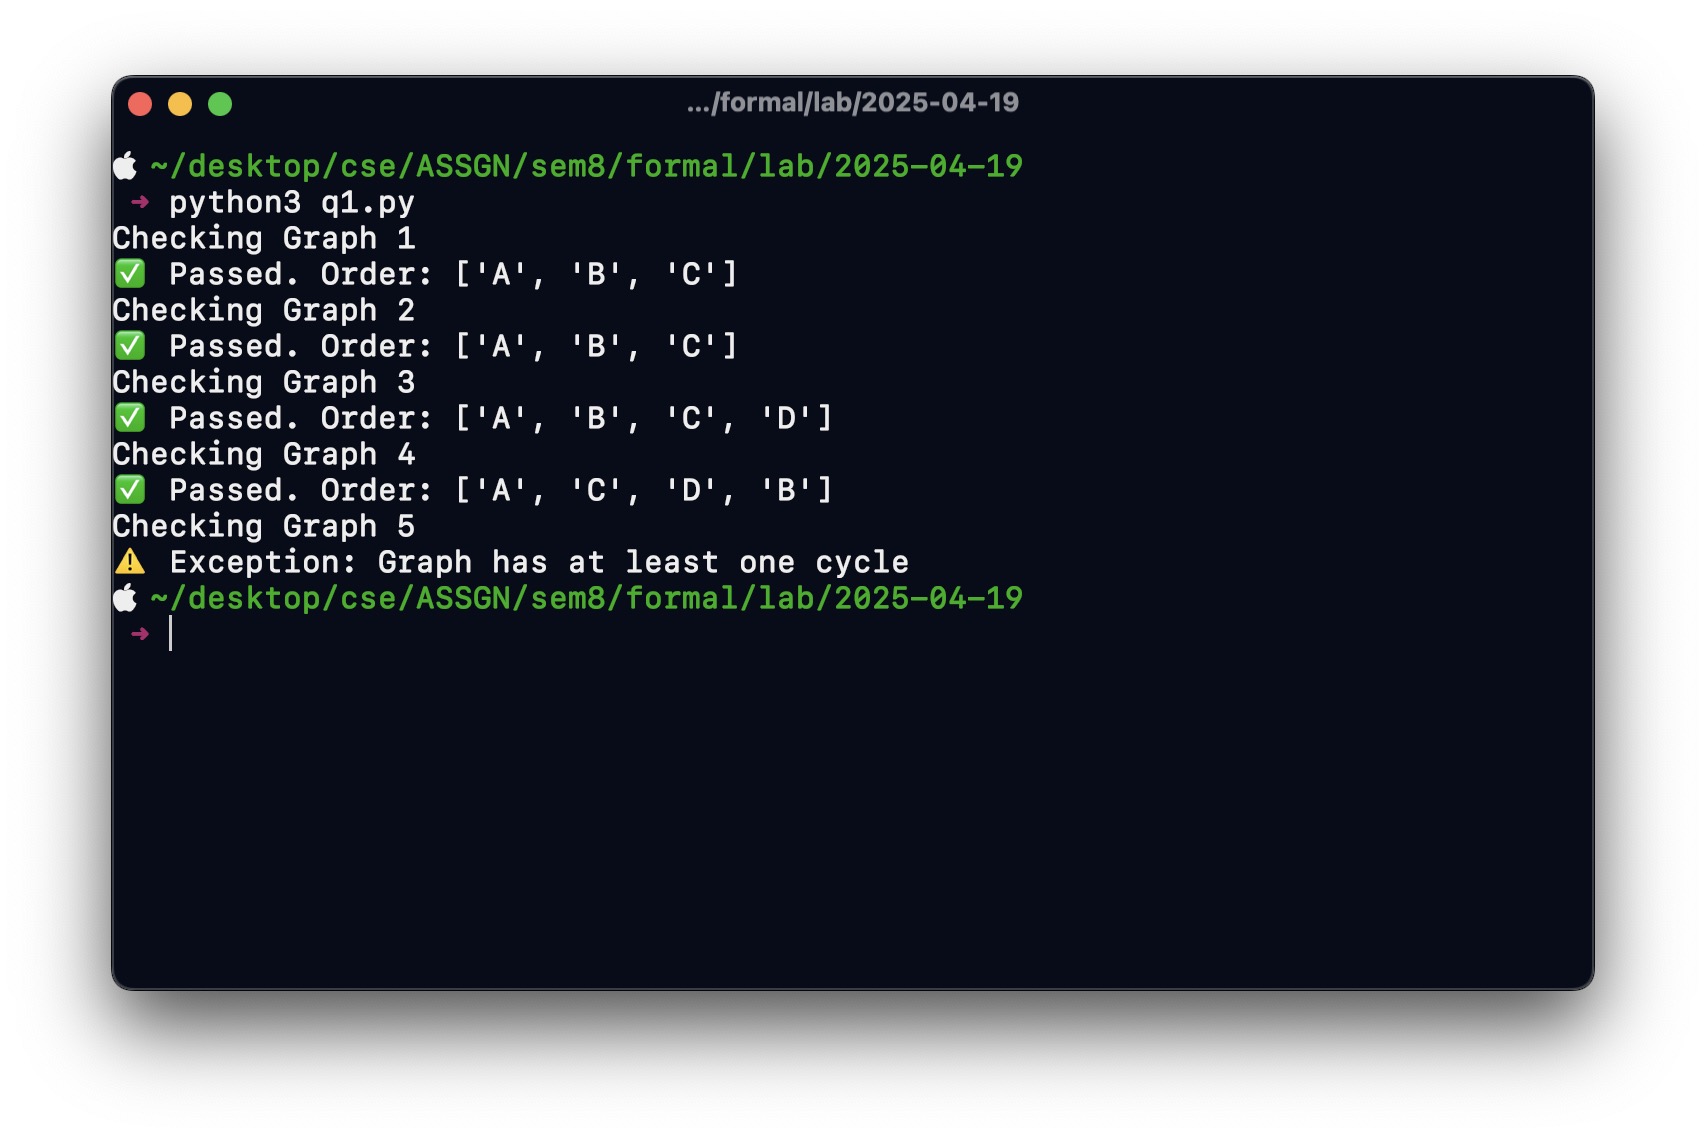 .../formal/lab/2025-04-19
~/desktop/cse/ASSGN/sem8/formal/lab/2025-04-19
➜ python3 q1.py
Checking Graph 1
✅ Passed. Order: ['A', 'B', 'C']
Checking Graph 2
✅ Passed. Order: ['A', 'B', 'C']
Checking Graph 3
✅ Passed. Order: ['A', 'B', 'C', 'D']
Checking Graph 4
✅ Passed. Order: ['A', 'C', 'D', 'B']
Checking Graph 5
⚠️ Exception: Graph has at least one cycle
~/desktop/cse/ASSGN/sem8/formal/lab/2025-04-19
➜